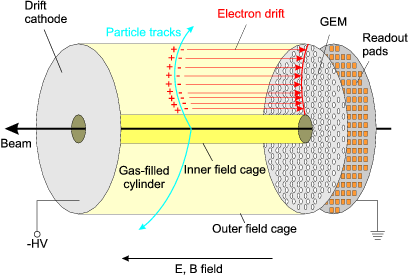 Drift
cathode
Particle tracks
Electron drift
GEM
Readout
pads
Beam
Gas-filled
cylinder
Inner field cage
Outer field cage
-HV
E, B field